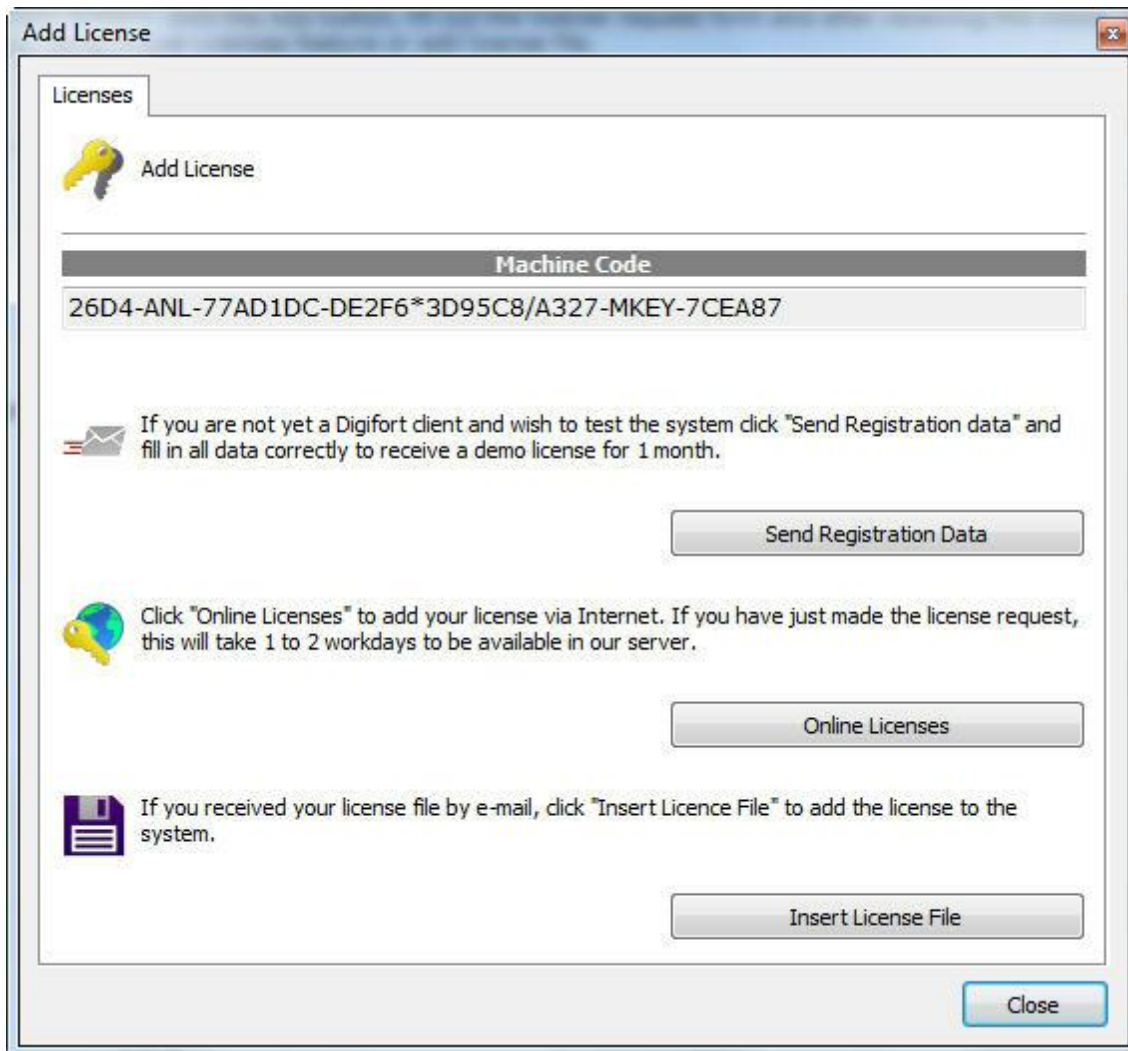 Add License
Licenses
Add License
Machine Code
26D4-ANL-77AD1DC-DE2F6*3D95C8/A327-MKEY-7CEA87
If you are not yet a Digifort client and wish to test the system click "Send Registration data" and
fill in all data correctly to receive a demo license for 1 month.
Send Registration Data
Click "Online Licenses" to add your license via Internet. If you have just made the license request,
this will take 1 to 2 workdays to be available in our server.
Online Licenses
If you received your license file by e-mail, click "Insert Licence File" to add the license to the
system.
Insert License File
Close